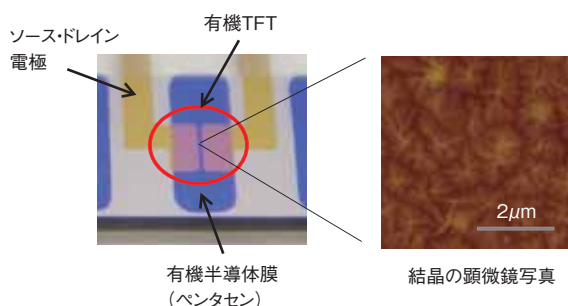 ソース・ドレイン
電極
有機TFT
2μm
有機半導体膜
（ペンタセン）
結晶の顕微鏡写真